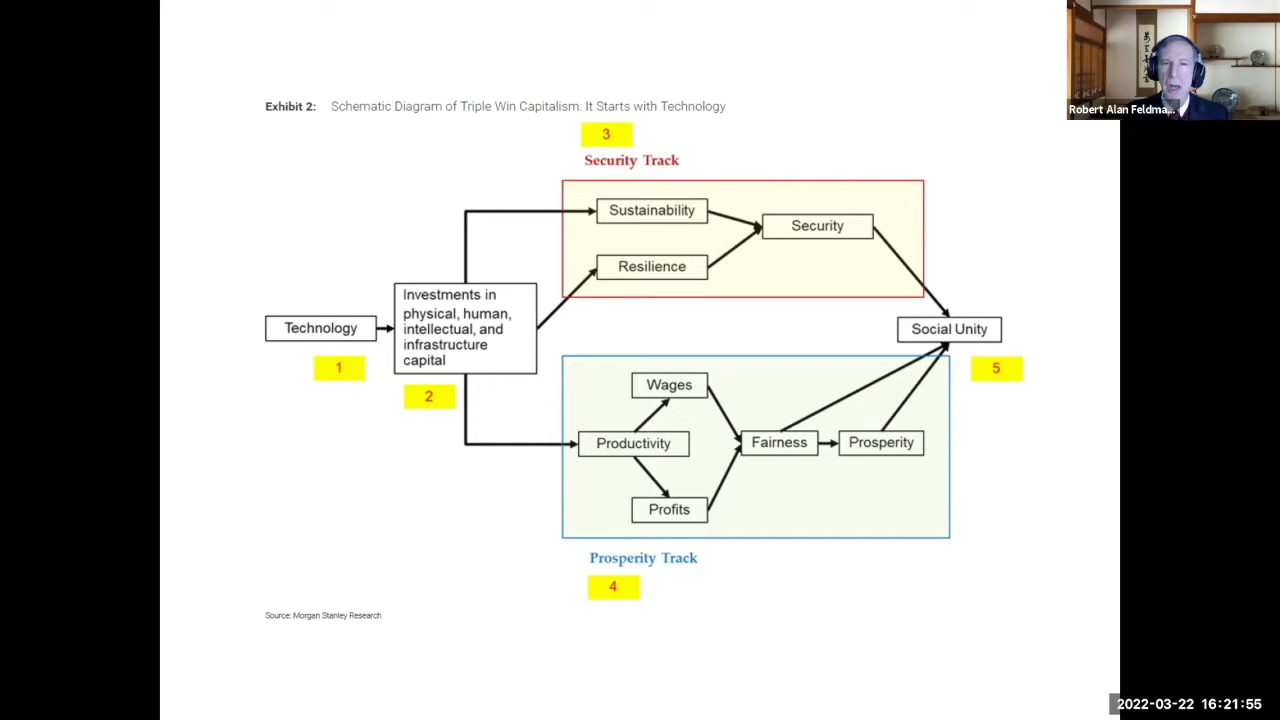 Robert Alan Feldma...
Exhibit 2: Schematic Diagram of Triple Win Capitalism: It Starts with Technology
3
Security Track
Sustainability
Security
Resilience
Investments in
physical, human,
intellectual, and
infrastructure
capital
Technology
Social Unity
1
2
5
Wages
Productivity
Fairness
Prosperity
Profits
Prosperity Track
4
Source: Morgan Stanley Research
2022-03-22 16:21:55